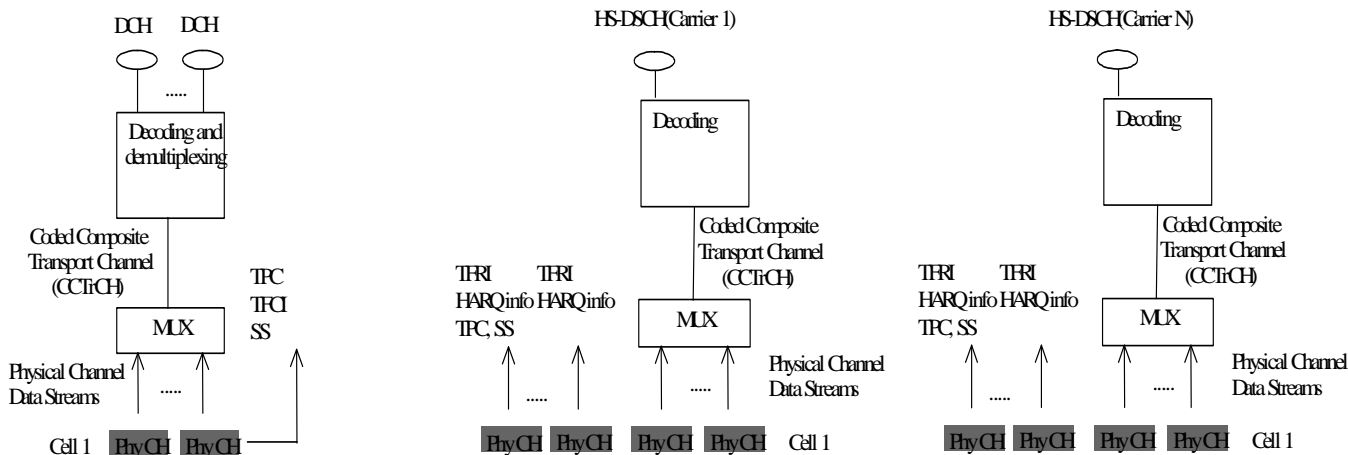 DCH DCH
.....
Decoding and
demultiplexing
Coded Composite
Transport Channel
(CCTrCH)
TPC
TFCI
SS
MUX
Physical Channel
Data Streams
.....
Cell 1 Phy CH Phy CH
HS-DSCH (Carrier 1)
Decoding
Coded Composite
Transport Channel
(CCTrCH)
TFRI TFRI
HARQ info HARQ info
TPC, SS
MUX
Physical Channel
Data Streams
.....
.....
Phy CH Phy CH Phy CH Phy CH Cell 1
HS-DSCH (Carrier N)
Decoding
Coded Composite
Transport Channel
(CCTrCH)
TFRI TFRI
HARQ info HARQ info
TPC, SS
MUX
Physical Channel
Data Streams
.....
.....
Phy CH Phy CH Phy CH Phy CH Cell 1